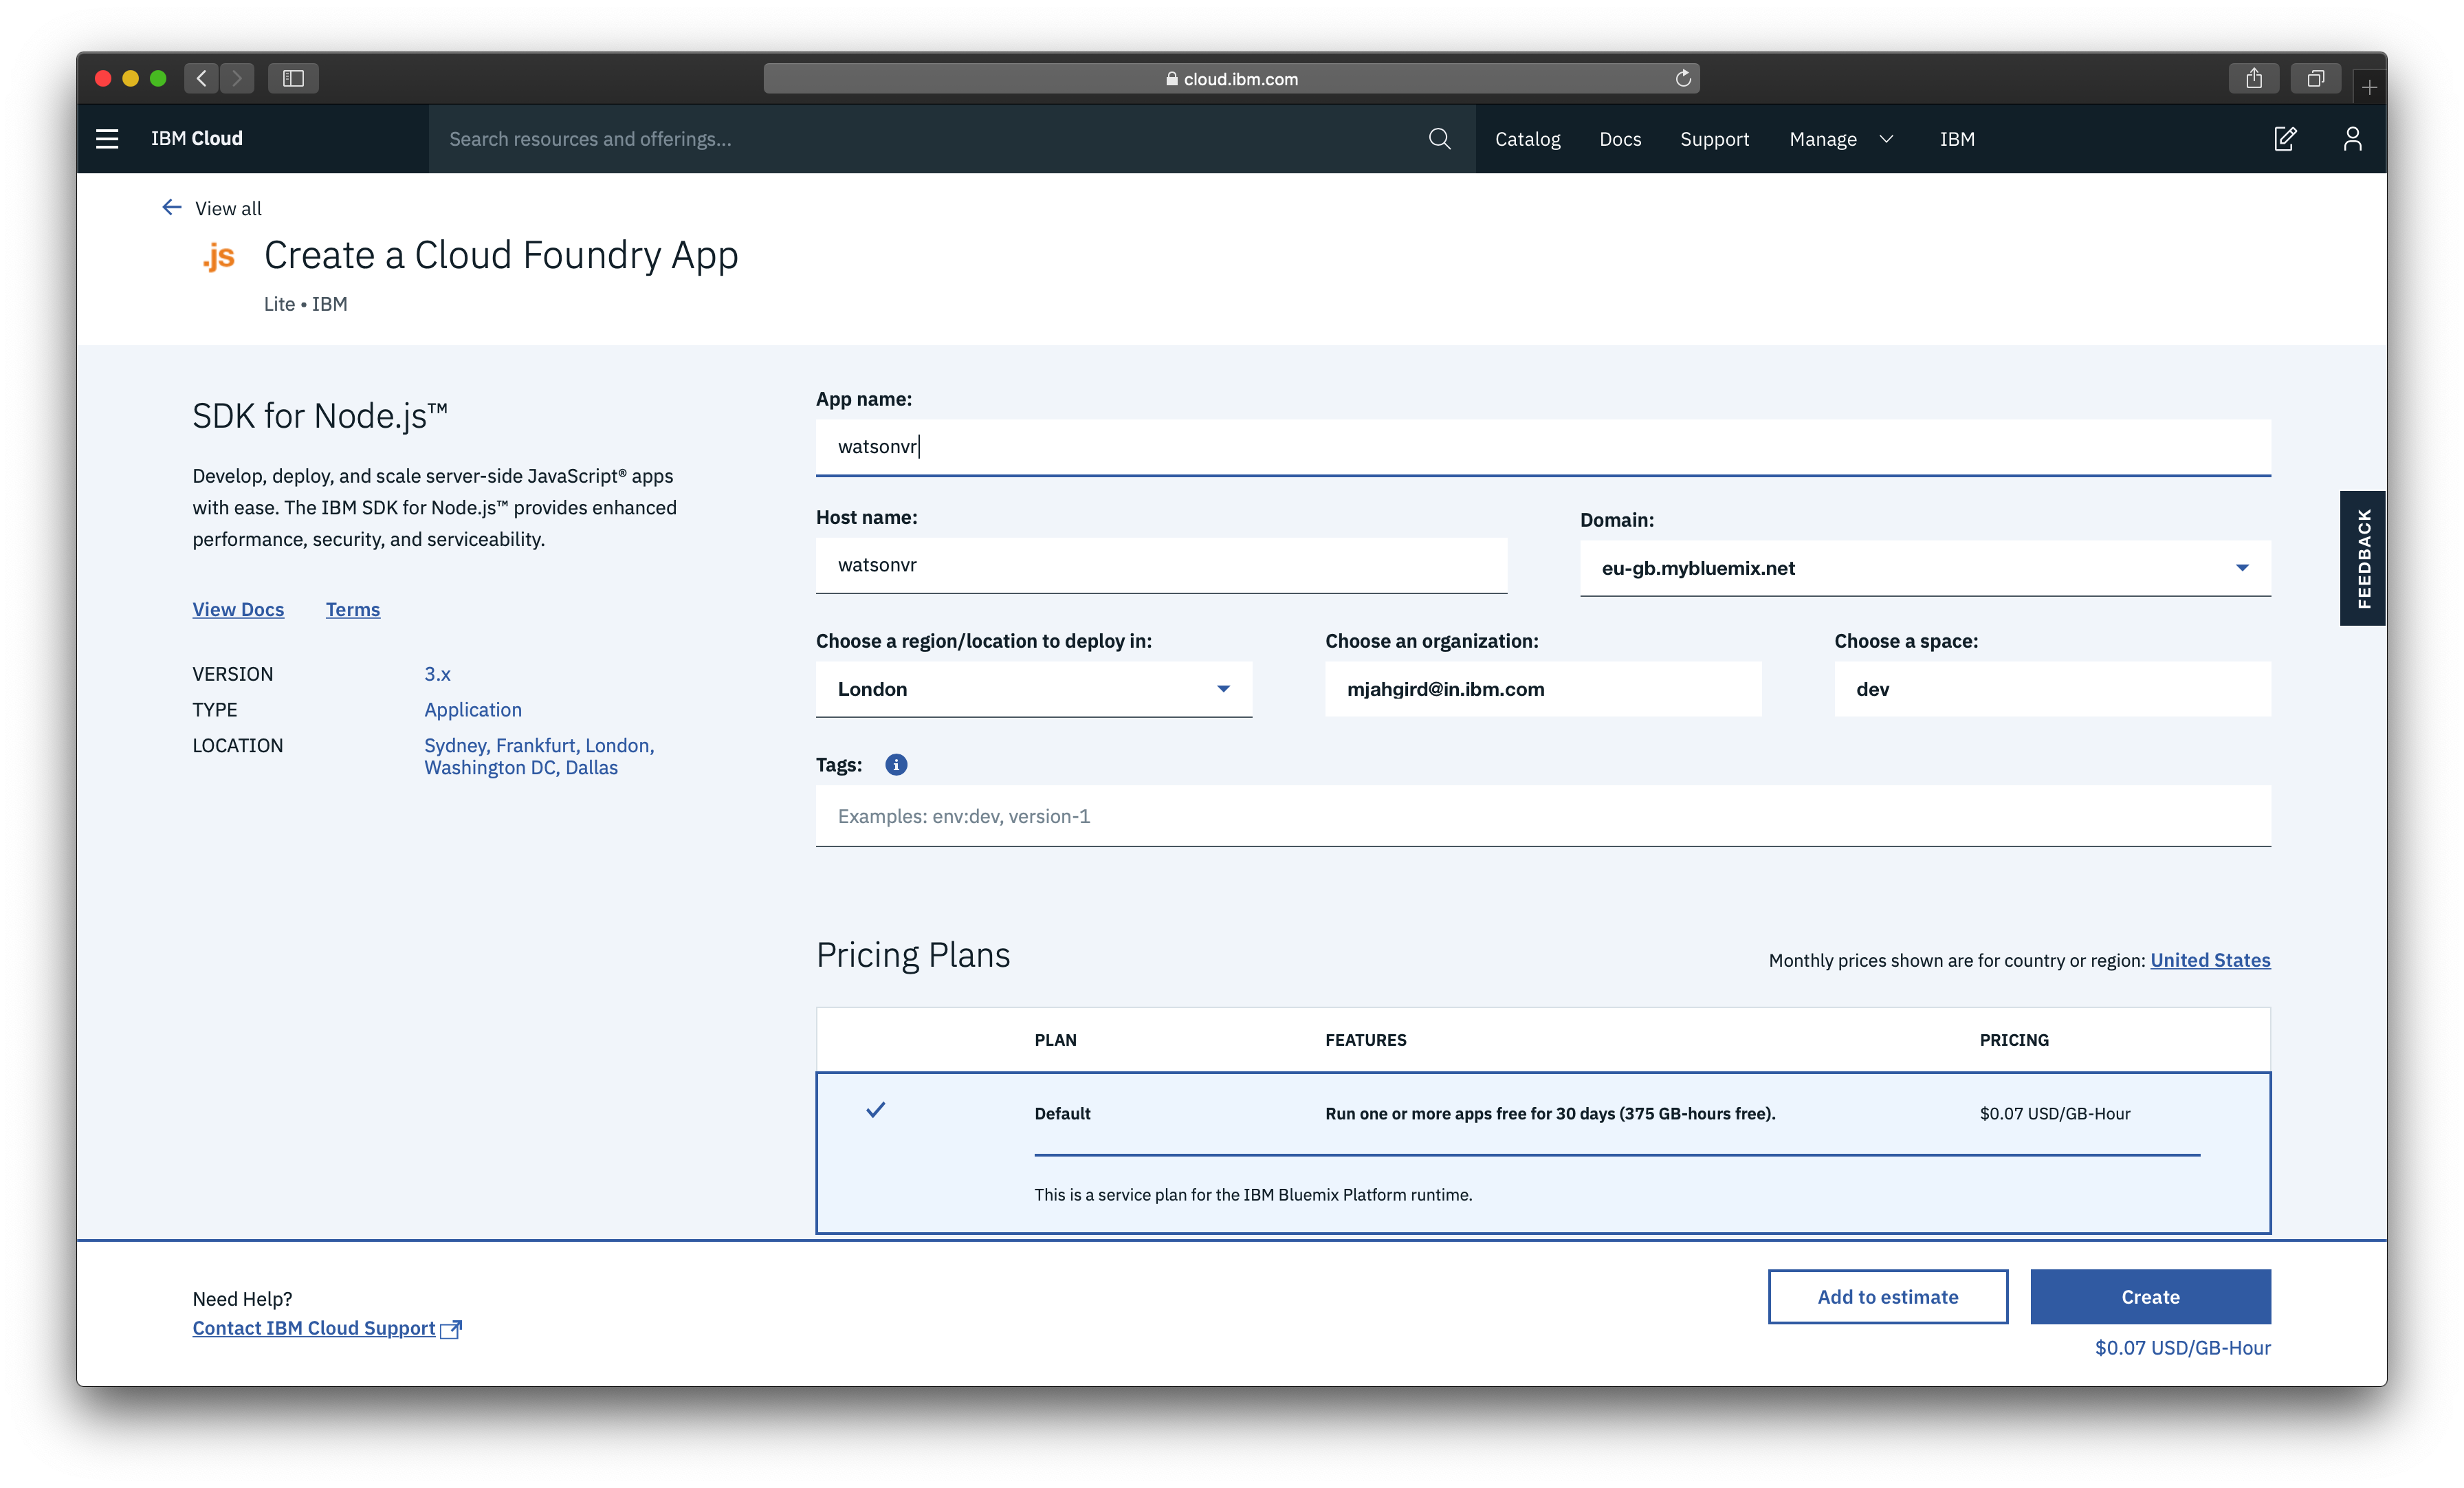 cloud.ibm.com
IBM Cloud
Search resources and offerings...
Catalog
Docs
Support
Manage
IBM
View all
.js
Create a Cloud Foundry App
Lite • IBM
SDK for Node.js™
Develop, deploy, and scale server-side JavaScript® apps
with ease. The IBM SDK for Node.js™ provides enhanced
performance, security, and serviceability.
View Docs
Terms
VERSION 3.x
TYPE Application
LOCATION Sydney, Frankfurt, London,
Washington DC, Dallas
App name:
watsonvr
Host name:
watsonvr
Domain:
eu-gb.mybluemix.net
Choose a region/location to deploy in:
London
Choose an organization:
mjahgird@in.ibm.com
Choose a space:
dev
Tags:
Examples: env:dev, version-1
FEEDBACK
Pricing Plans
Monthly prices shown are for country or region: United States
PLAN FEATURES PRICING
Default Run one or more apps free for 30 days (375 GB-hours free). $0.07 USD/GB-Hour
This is a service plan for the IBM Bluemix Platform runtime.
Need Help?
Contact IBM Cloud Support
Add to estimate
Create
$0.07 USD/GB-Hour